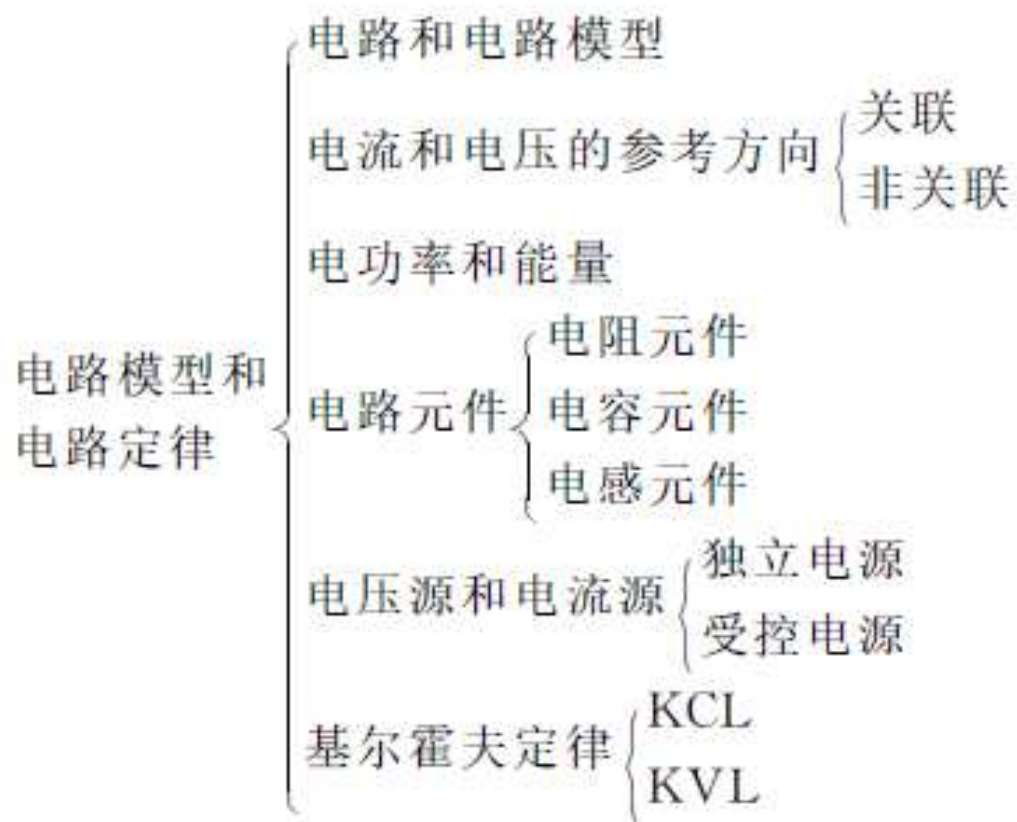 电路和电路模型
电流和电压的参考方向
关联
非关联
电功率和能量
电路模型和
电路定律
电路元件
电阻元件
电容元件
电感元件
电压源和电流源
独立电源
受控电源
基尔霍夫定律
KCL
KVL